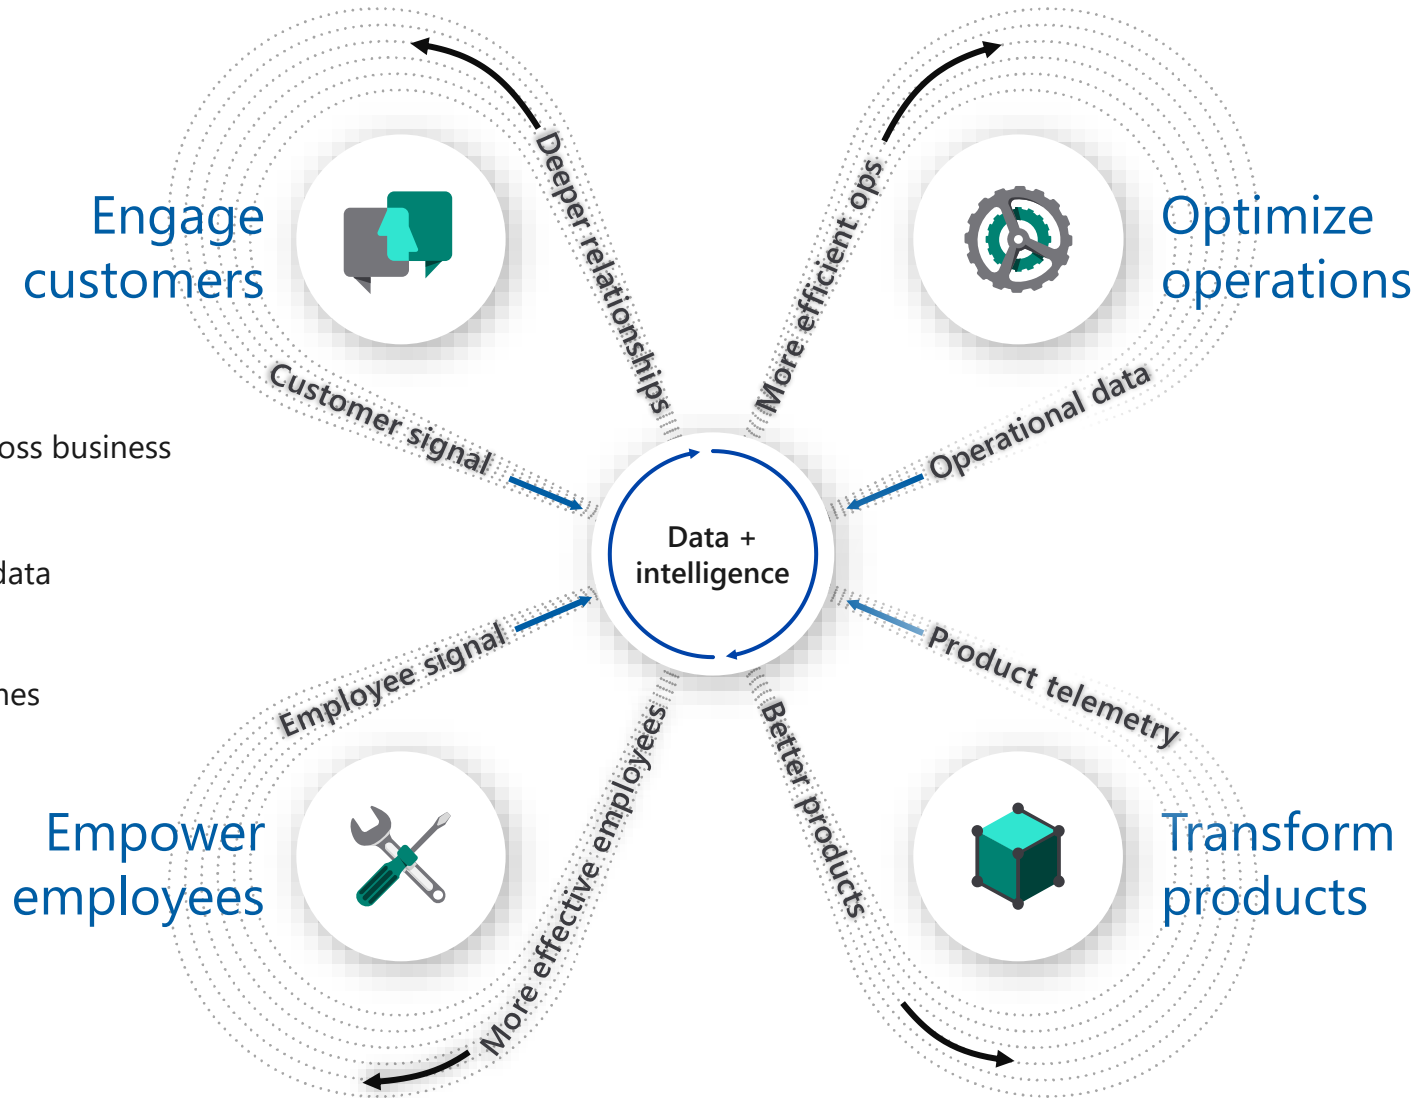 Engage
customers
Deeper relationships
Customer signal
More efficient ops
Optimize
operations
Operational data
oss business
data
nes
Data +
intelligence
Employee signal
Empower
employees
More effective employees
Product telemetry
Better products
Transform
products